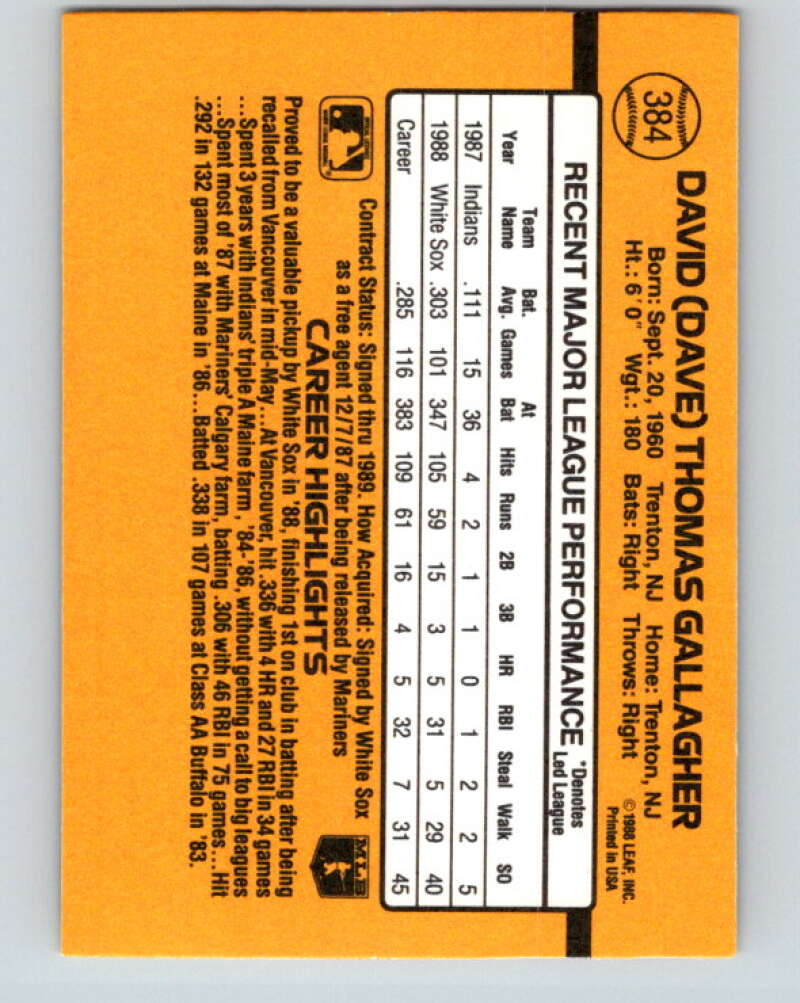 384
DAVID (DAVE) THOMAS GALLAGHER
Born: Sept. 20, 1960 Trenton, NJ Home: Trenton, NJ
Ht.: 6'0" Wgt.: 180 Bats: Right Throws: Right
©1988 LEAF, INC.
Printed in USA
RECENT MAJOR LEAGUE PERFORMANCE *Denotes
Led League
Year Team Name Bat. Avg. Games At Bat Hits Runs 2B 3B HR RBI Steal Walk SO
1987 Indians .111 15 36 4 2 1 1 0 1 2 2 5
1988 White Sox .303 101 347 105 59 15 3 5 31 5 29 40
Career .285 116 383 109 61 16 4 5 32 7 31 45
Contract Status: Signed thru 1989. How Acquired: Signed by White Sox
as a free agent 12/7/87 after being released by Mariners
CAREER HIGHLIGHTS
MLB
Proved to be a valuable pickup by White Sox in '88, finishing 1st on club in batting after being
recalled from Vancouver in mid-May...At Vancouver, hit .336 with 4 HR and 27 RBI in 34 games
...Spent 3 years with Indians' triple A Maine farm, '84-'86, without getting a call to big leagues
...Spent most of '87 with Mariners' Calgary farm, batting .306 with 46 RBI in 75 games...Hit
.292 in 132 games at Maine in '86...Batted .338 in 107 games at Class AA Buffalo in '83.